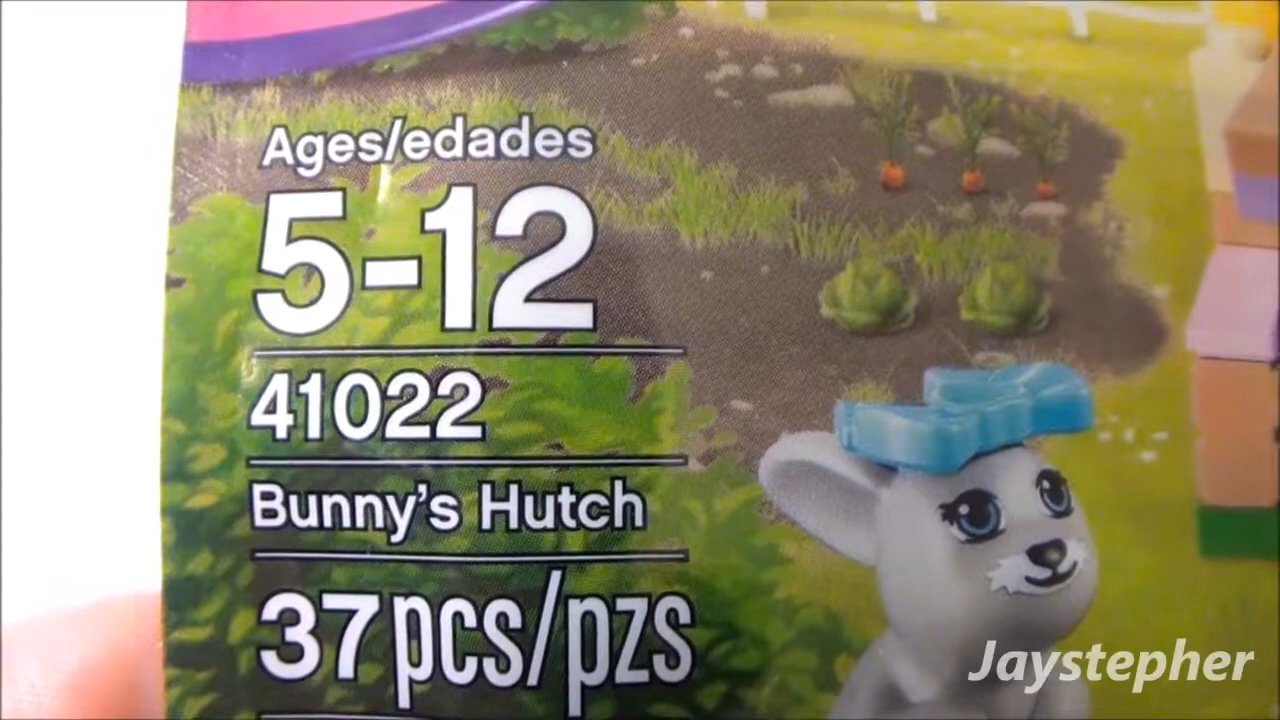 Ages/edades
5-12
41022
Bunny's Hutch
37pcs/pzs
Jaystepher